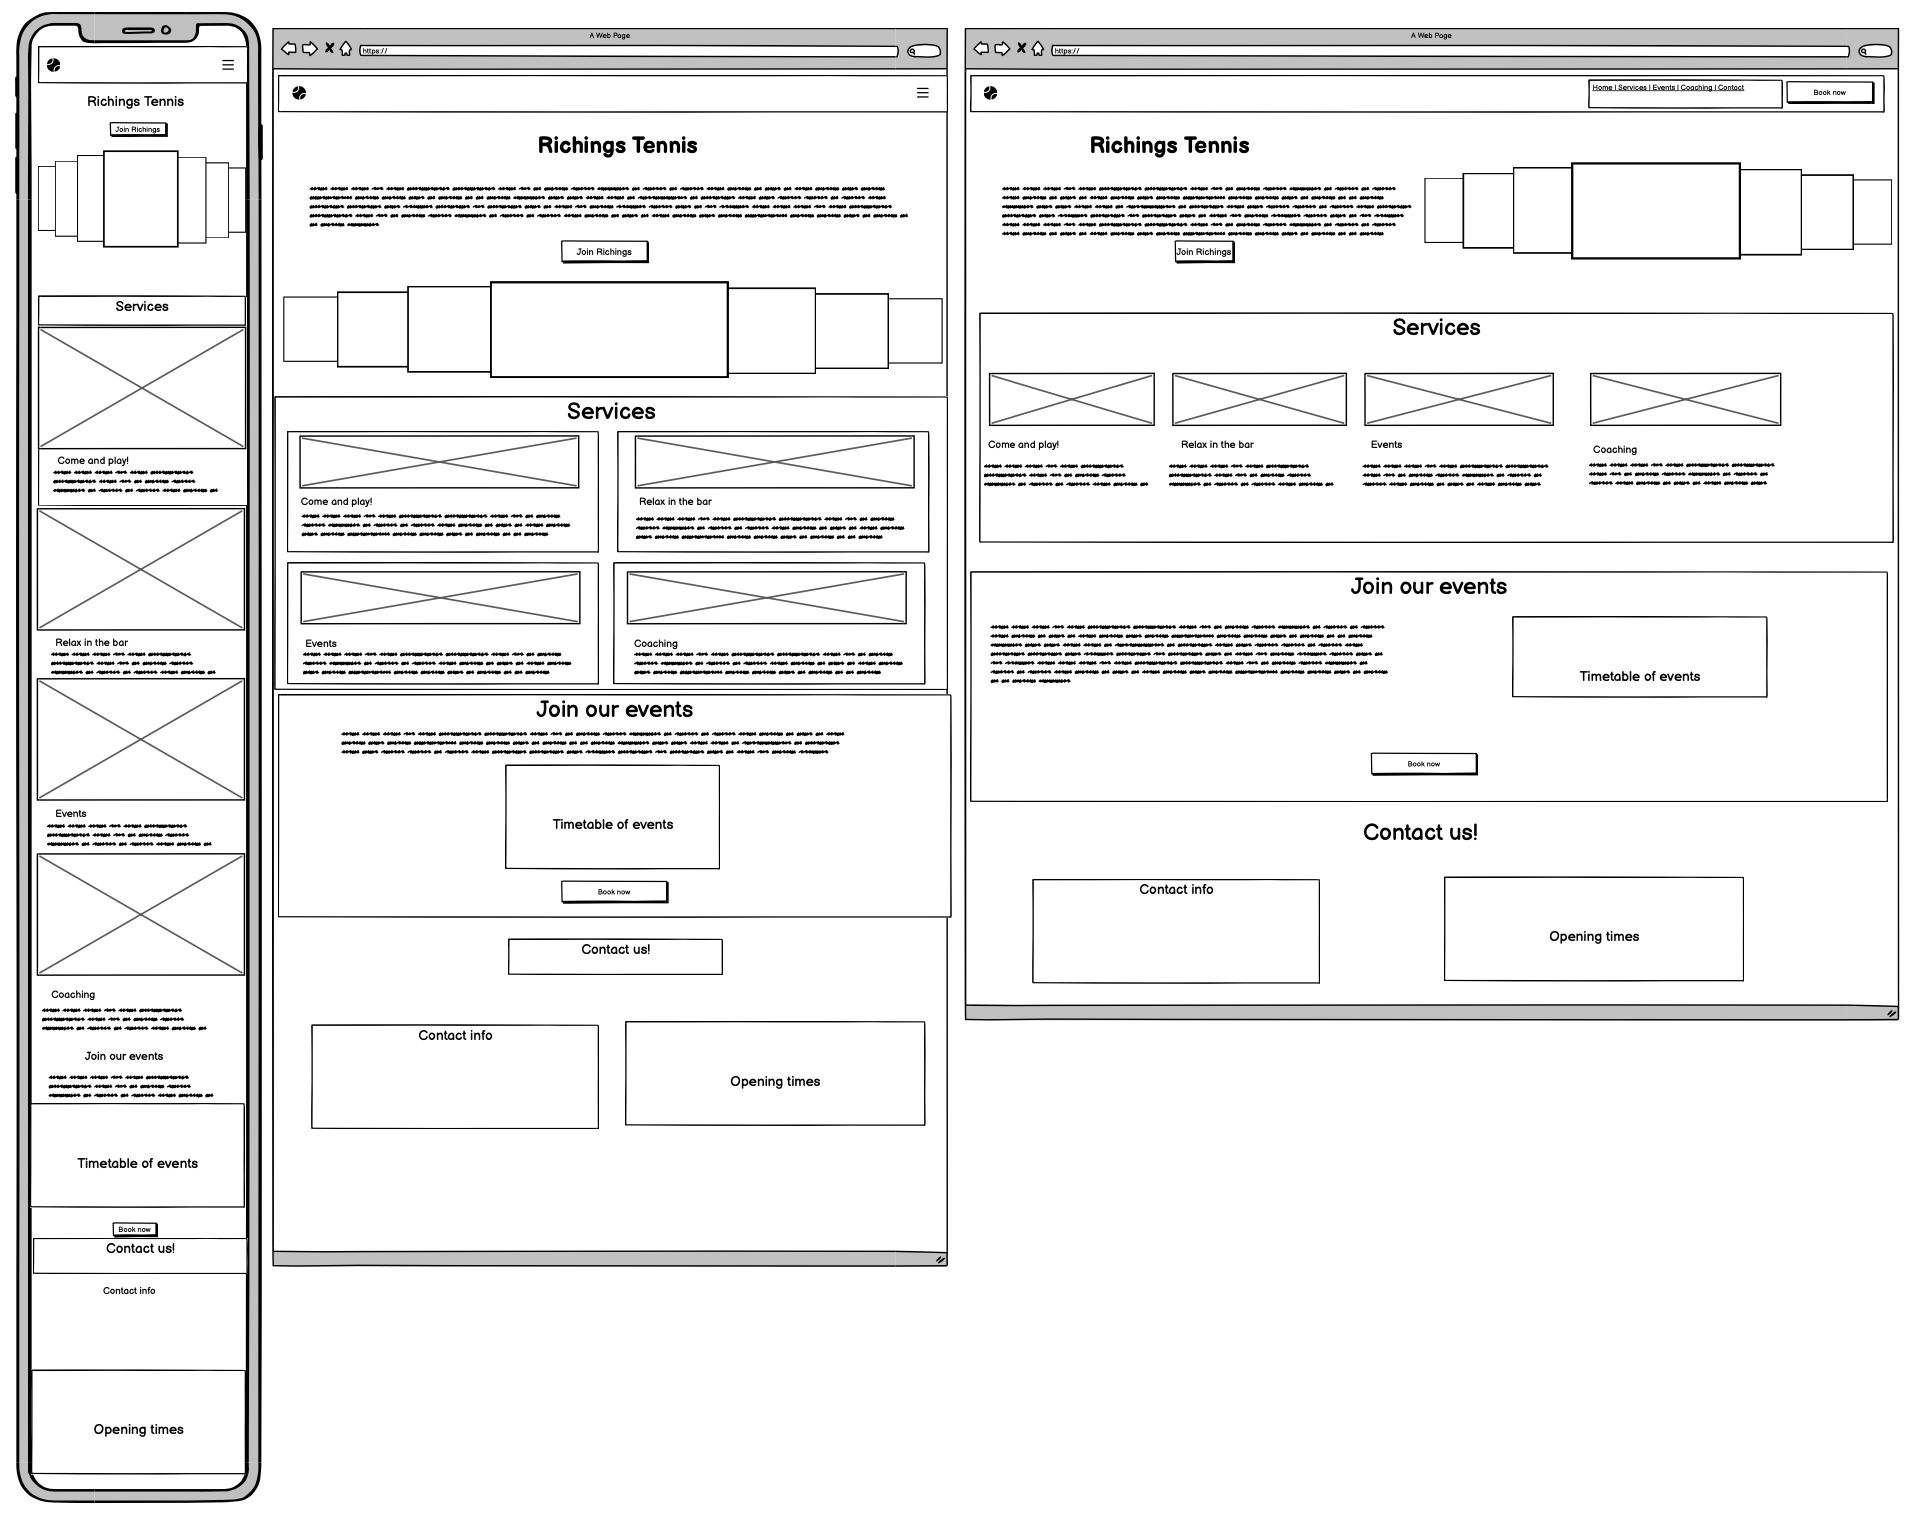 Richings Tennis
Join Richings
Services
Come and play!
Relax in the bar
Events
Coaching
Join our events
Timetable of events
Book now
Contact us!
Contact info
Opening times
A Web Page
https://
Richings Tennis
Join Richings
Services
Come and play!
Relax in the bar
Events
Coaching
Join our events
Timetable of events
Book now
Contact us!
Contact info
Opening times
A Web Page
https://
Home | Services | Events | Coaching | Contact
Book now
Richings Tennis
Join Richings
Services
Come and play!
Relax in the bar
Events
Coaching
Join our events
Timetable of events
Book now
Contact us!
Contact info
Opening times